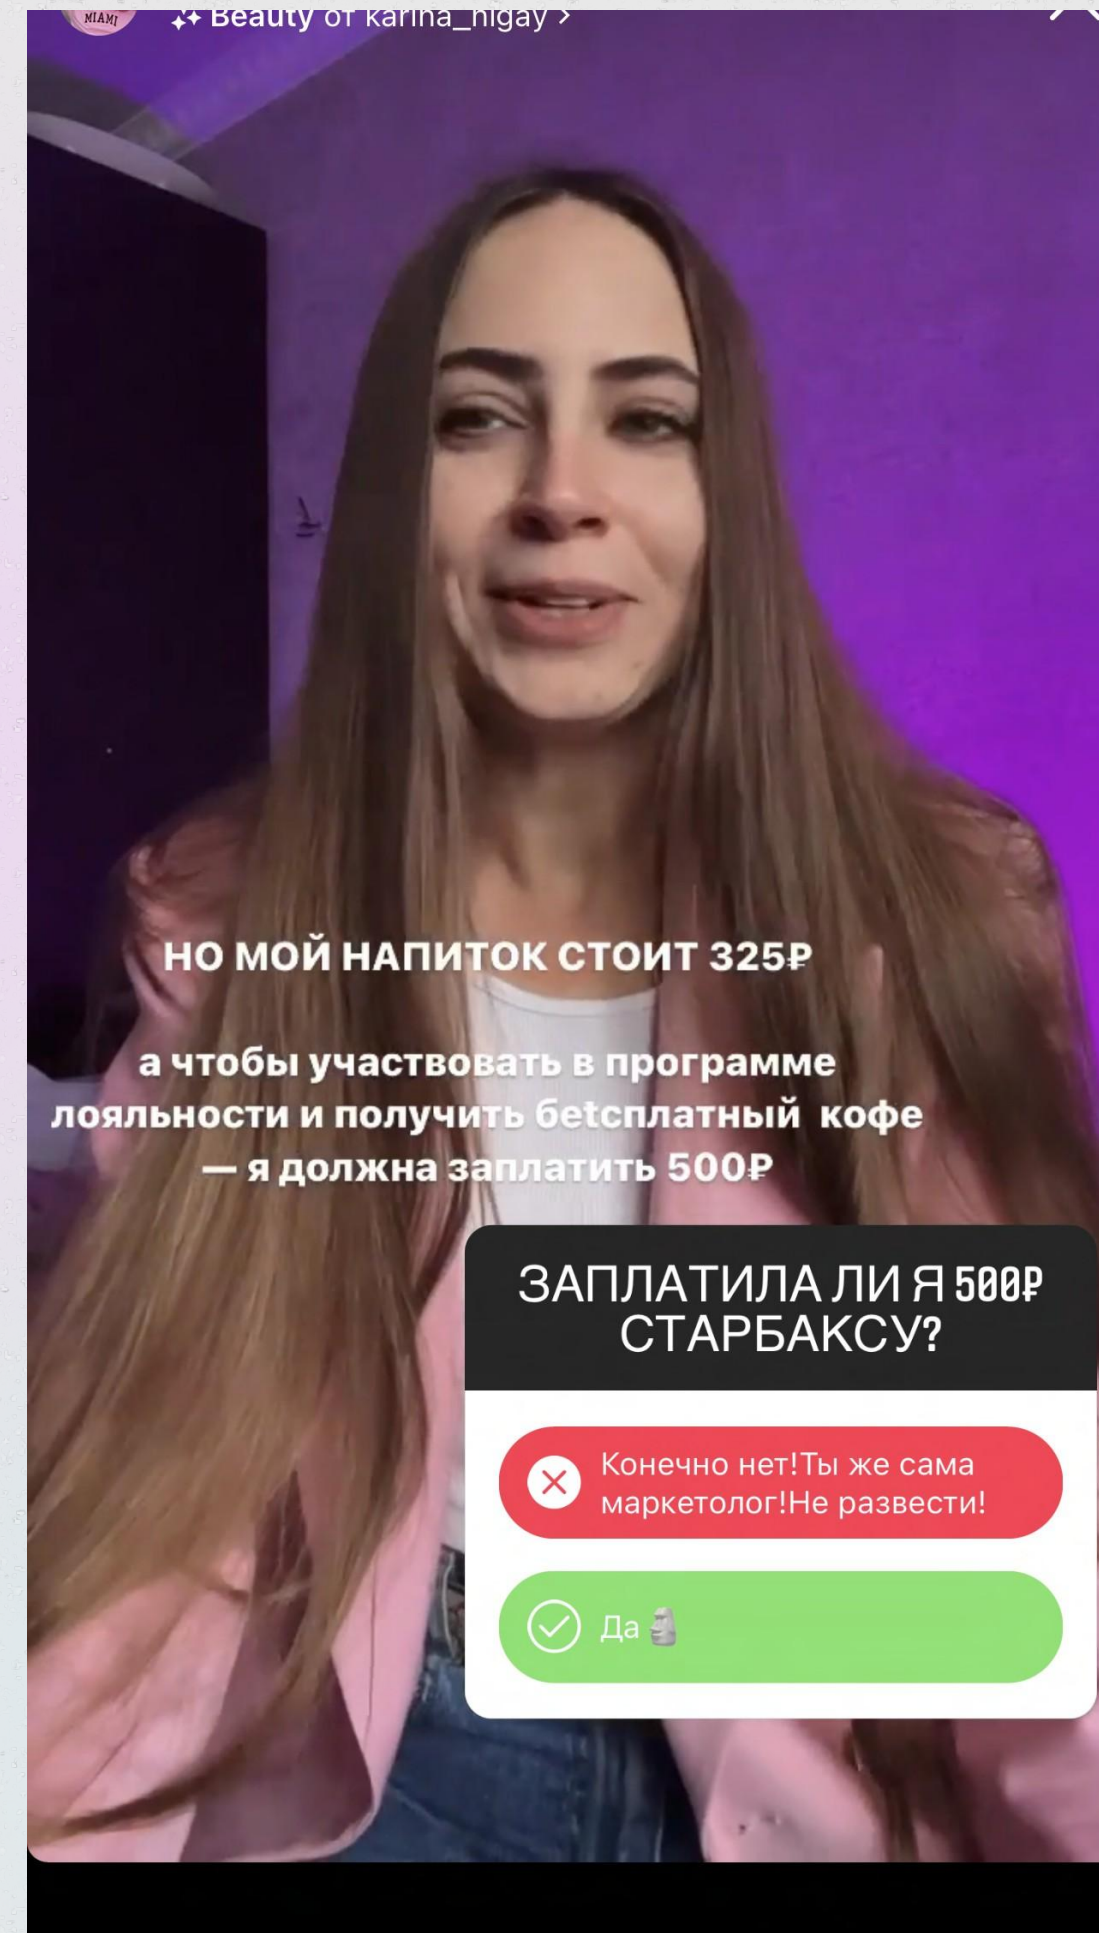 MIAMI
Beauty от karina_nigay >
НО МОЙ НАПИТОК СТОИТ 325₽
а чтобы участвовать в программе
лояльности и получить беtсплатный кофе
— я должна заплатить 500₽
ЗАПЛАТИЛА ЛИ Я 500₽
СТАРБАКСУ?
Конечно нет!Ты же сама
маркетолог!Не развести!
Да 🗿